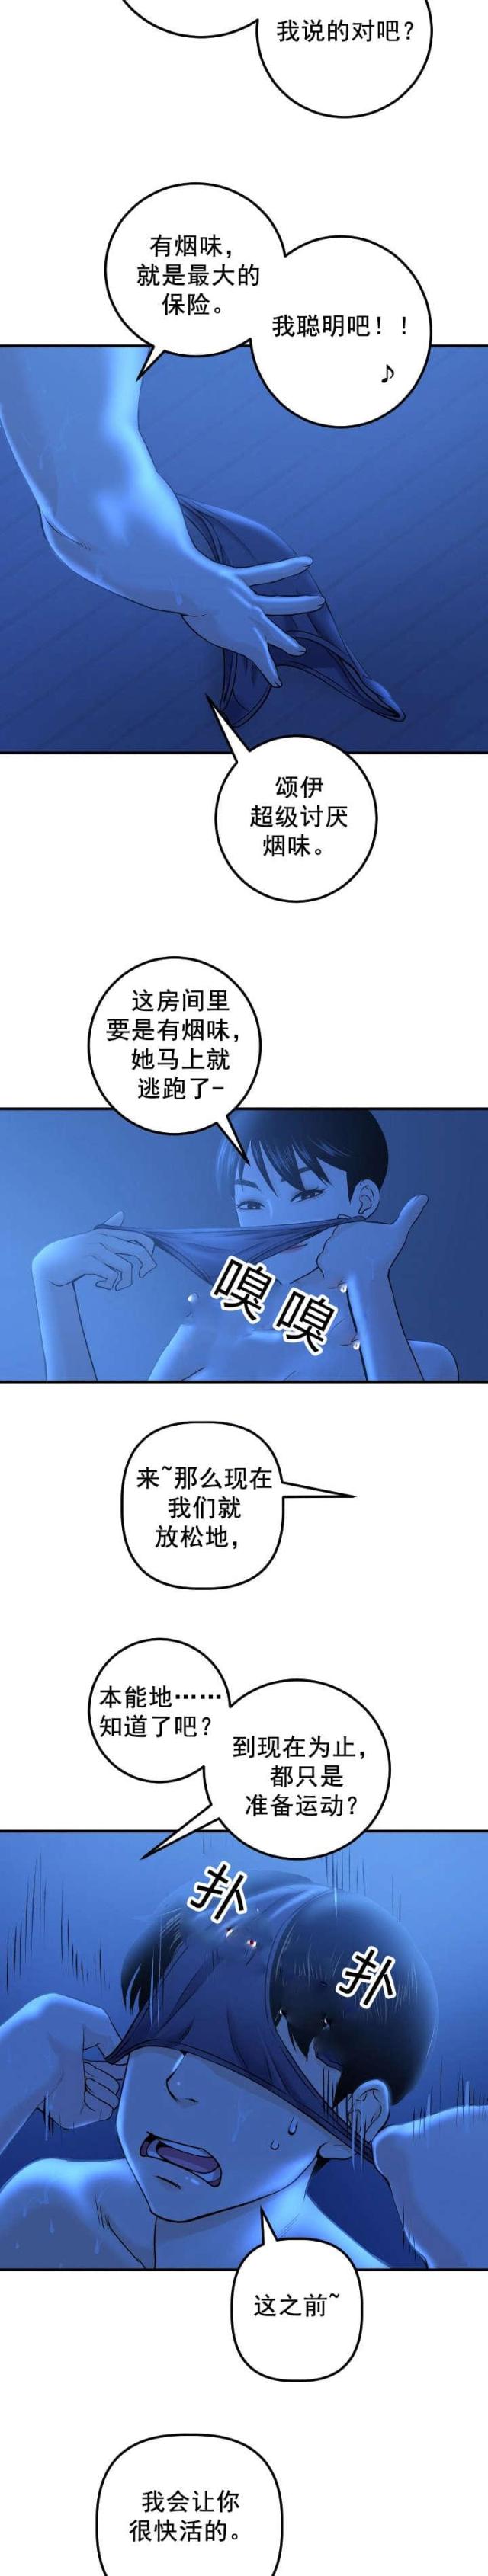 我说的对吧？
有烟味，
就是最大的
保险。
我聪明吧！！
♪
颂伊
超级讨厌
烟味。
这房间里
要是有烟味，
她马上就
逃跑了-
嗅嗅
来~那么现在
我们就
放松地，
本能地……
知道了吧？
到现在为止，
都只是
准备运动？
扑
扑
这之前~
我会让你
很快活的。